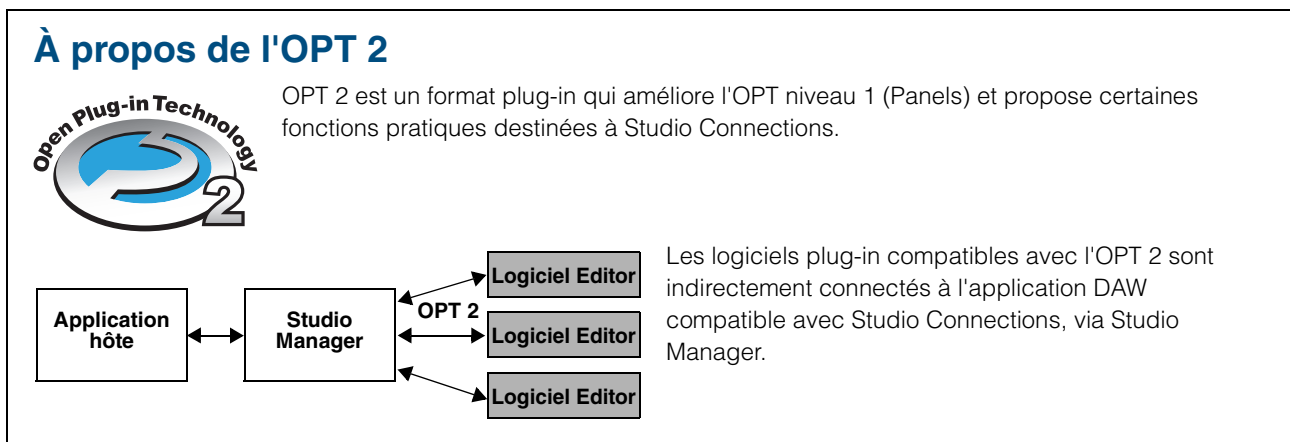 À propos de l'OPT 2
Open Plug-in Technology
2
OPT 2 est un format plug-in qui améliore l'OPT niveau 1 (Panels) et propose certaines
fonctions pratiques destinées à Studio Connections.
Application
hôte
Studio
Manager
OPT 2
Logiciel Editor
Logiciel Editor
Logiciel Editor
Les logiciels plug-in compatibles avec l'OPT 2 sont
indirectement connectés à l'application DAW
compatible avec Studio Connections, via Studio
Manager.